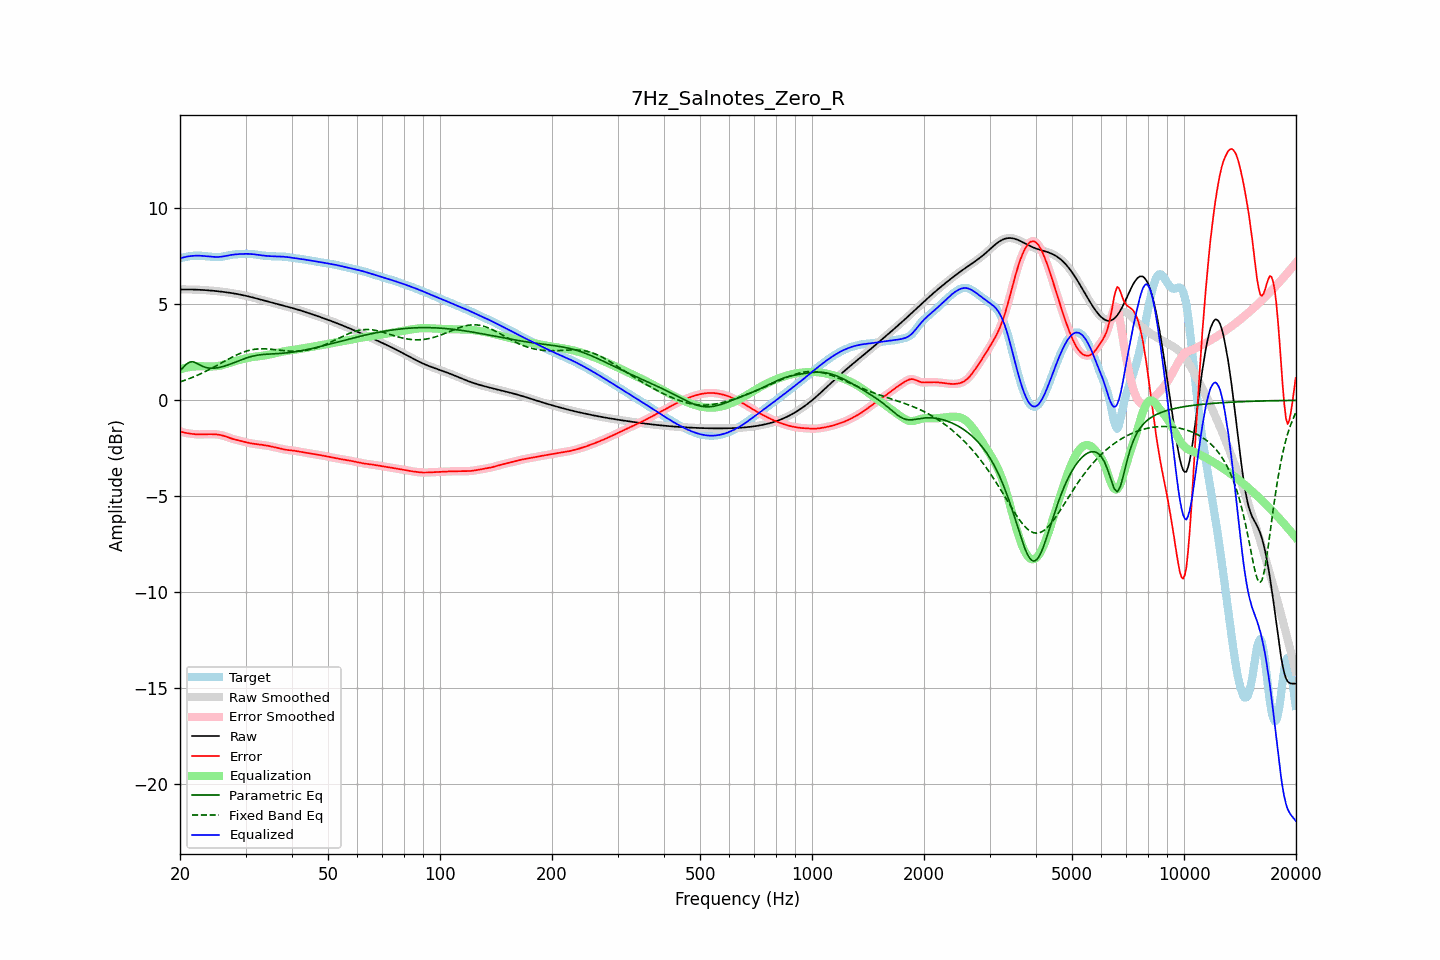 7Hz_Salnotes_Zero_R
Amplitude (dBr)
10
5
0
−5
−10
−15
−20
Target
Raw Smoothed
Error Smoothed
Raw
Error
Equalization
Parametric Eq
Fixed Band Eq
Equalized
20 50 100 200 500 1000 2000 5000 10000 20000
Frequency (Hz)